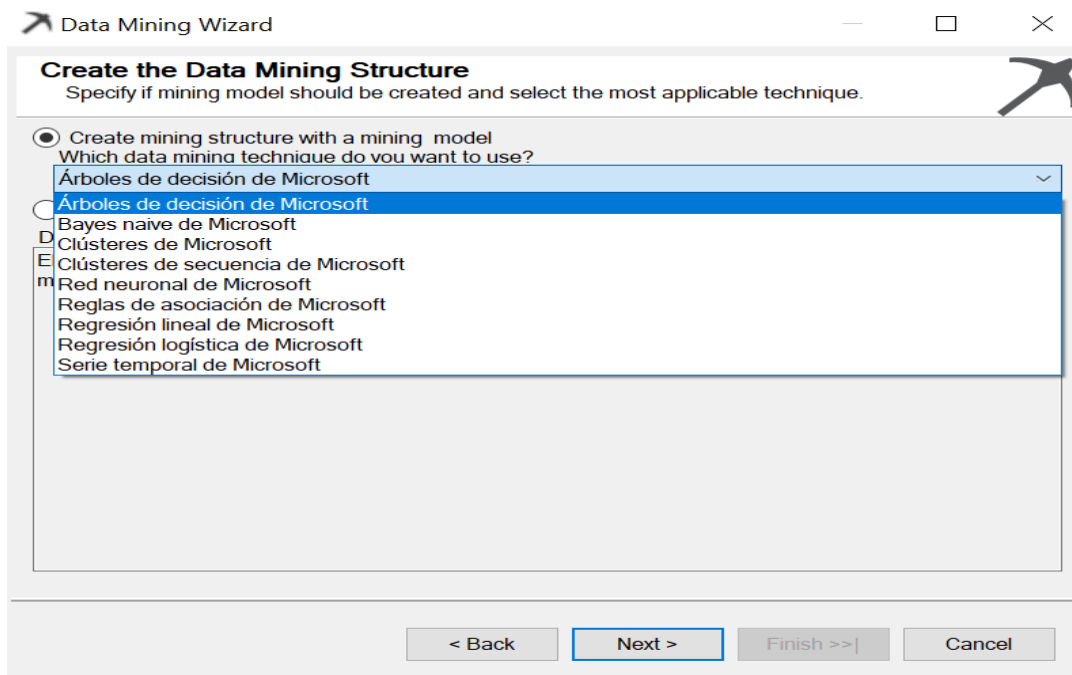 Data Mining Wizard
Create the Data Mining Structure
Specify if mining model should be created and select the most applicable technique.
Create mining structure with a mining model
Which data mining technique do you want to use?
Árboles de decisión de Microsoft
Árboles de decisión de Microsoft
Bayes naive de Microsoft
Clústeres de Microsoft
Clústeres de secuencia de Microsoft
Red neuronal de Microsoft
Reglas de asociación de Microsoft
Regresión lineal de Microsoft
Regresión logística de Microsoft
Serie temporal de Microsoft
< Back
Next >
Finish >>|
Cancel